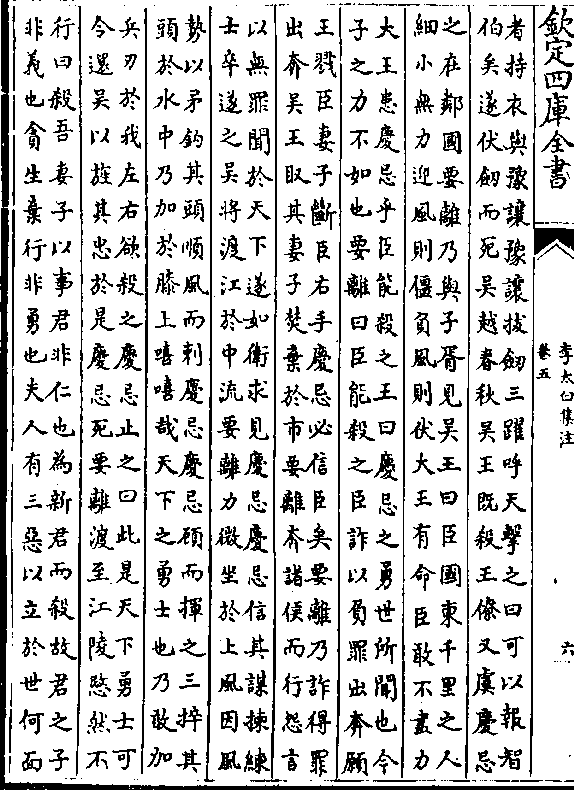 欽定四庫全書
李太白集注
卷五
六
者持衣與豫讓豫讓拔劒三躍呼天擊之曰可以報智
伯矣遂伏劒而死吳越春秋吳王既殺王僚又虞慶忌
之在鄰國要離乃與子胥見吳王曰臣國東千里之人
細小無力迎風則僵負風則伏大王有命臣敢不盡力
大王患慶忌乎臣能殺之王曰慶忌之勇世所聞也今
子之力不如也要離曰臣能殺之臣詐以負罪出奔願
王戮臣妻子斷臣右手慶忌必信臣矣要離乃詐得罪
出奔吳王取其妻子焚棄於市要離奔諸侯而行怨言
以無罪聞於天下遂如衛求見慶忌慶忌信其謀揀練
士卒遂之吳將渡江於中流要離力微坐於上風因風
勢以矛鈎其頭順風而刺慶忌慶忌顧而揮之三捽其
頭於水中乃加於膝上嘻嘻哉天下之勇士也乃敢加
兵刃於我左右欲殺之慶忌止之曰此是天下勇士可
今還吳以旌其忠於是慶忌死要離渡至江陵愍然不
行曰殺吾妻子以事君非仁也為新君而殺故君之子
非義也貪生棄行非勇也夫人有三惡以立於世何面